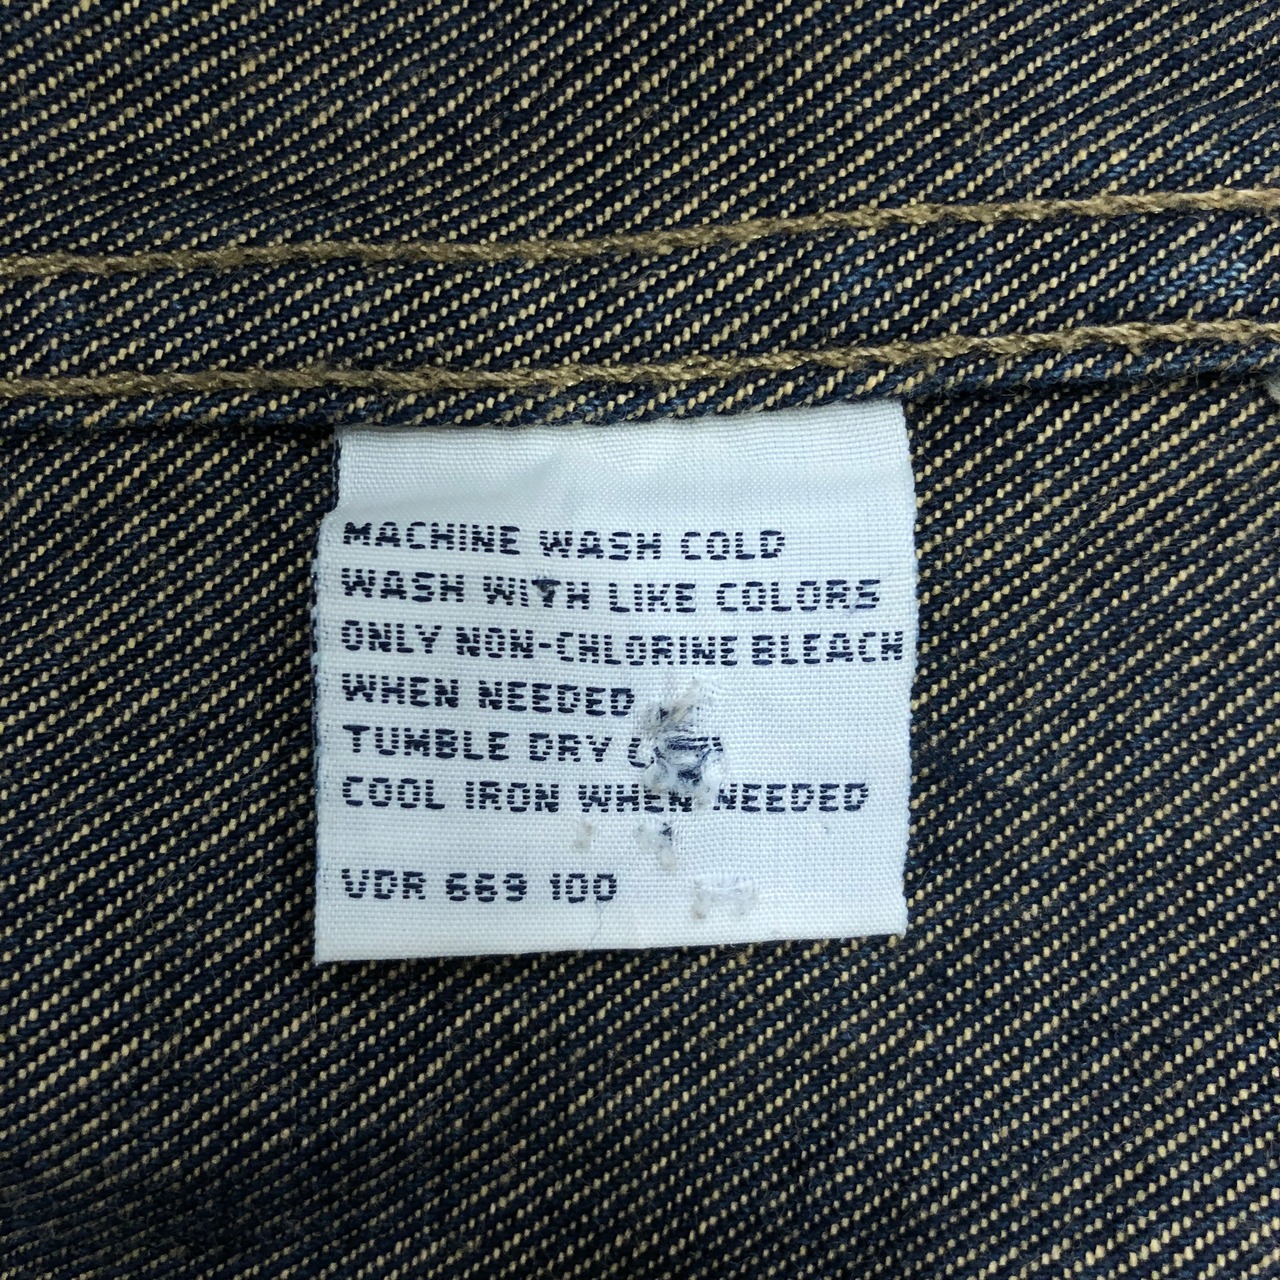 MACHINE WASH COLD
WASH WITH LIKE COLORS
ONLY NON-CHLORINE BLEACH
WHEN NEEDED
TUMBLE DRY
COOL IRON WHEN NEEDED
VDR 669 100